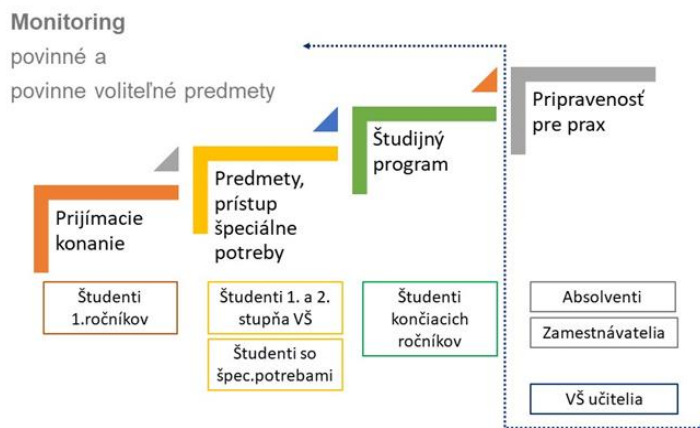 Monitoring
povinné a
povinne voliteľné predmety
Prijímacie
konanie
Študenti
1.ročníkov
Predmety,
prístup
špeciálne
potreby
Študenti 1. a 2.
stupňa VŠ
Študenti so
špec.potrebami
Študijný
program
Študenti
končiacich
ročníkov
Pripravenosť
pre prax
Absolventi
Zamestnávatelia
VŠ učitelia